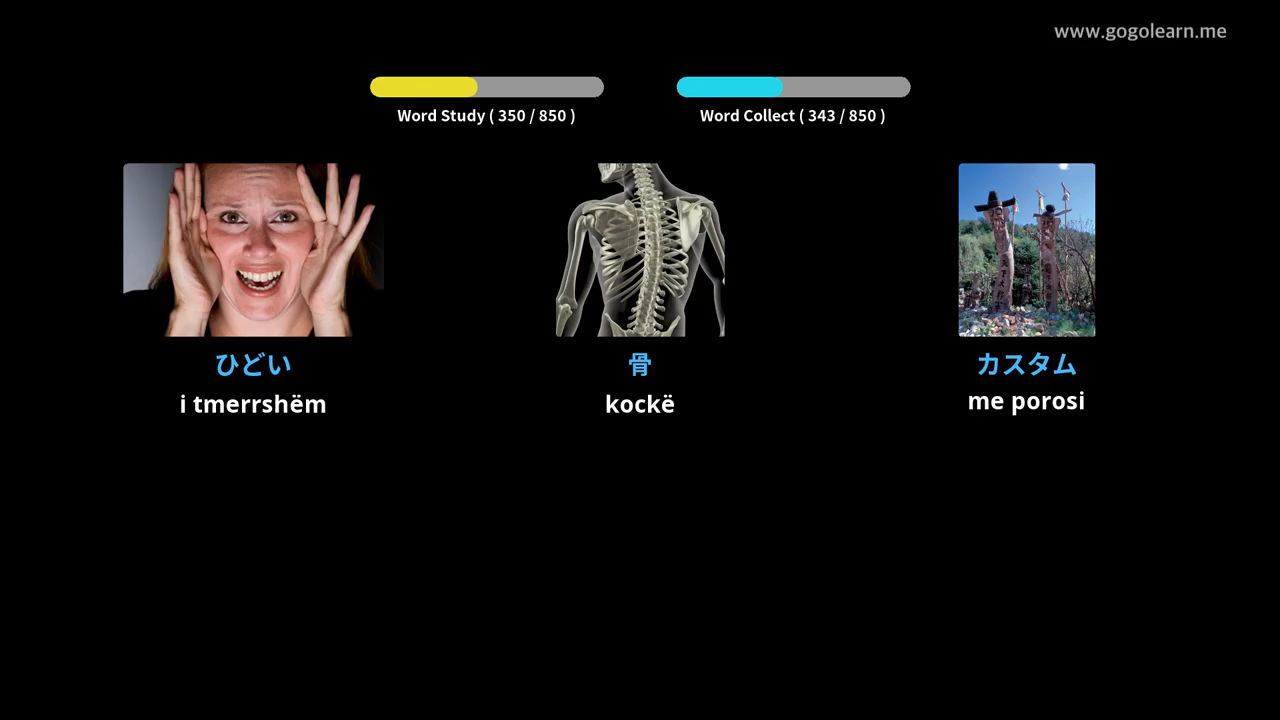 www.gogolearn.me
Word Study ( 350 / 850 )
Word Collect ( 343 / 850 )
ひどい
i tmerrshëm
骨
kockë
カスタム
me porosi